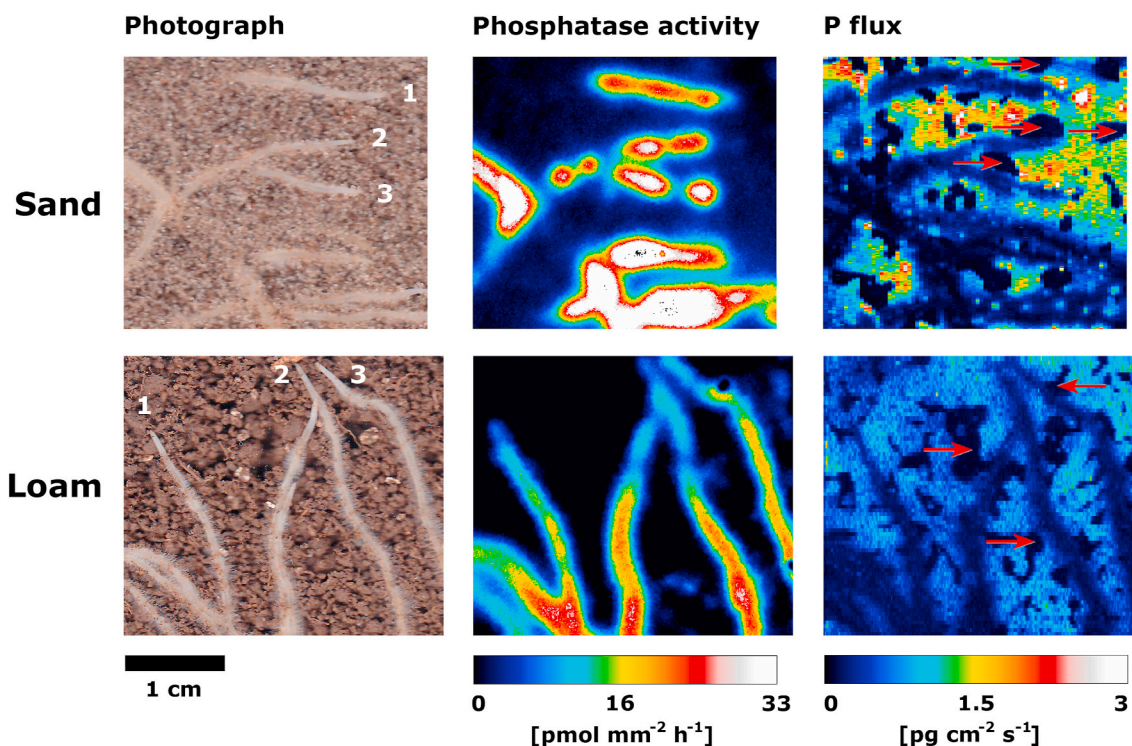 Photograph
Phosphatase activity
P flux
Sand
1
2
3
Loam
1
2
3
1 cm
0 16 33
[pmol mm⁻² h⁻¹]
0 1.5 3
[pg cm⁻² s⁻¹]